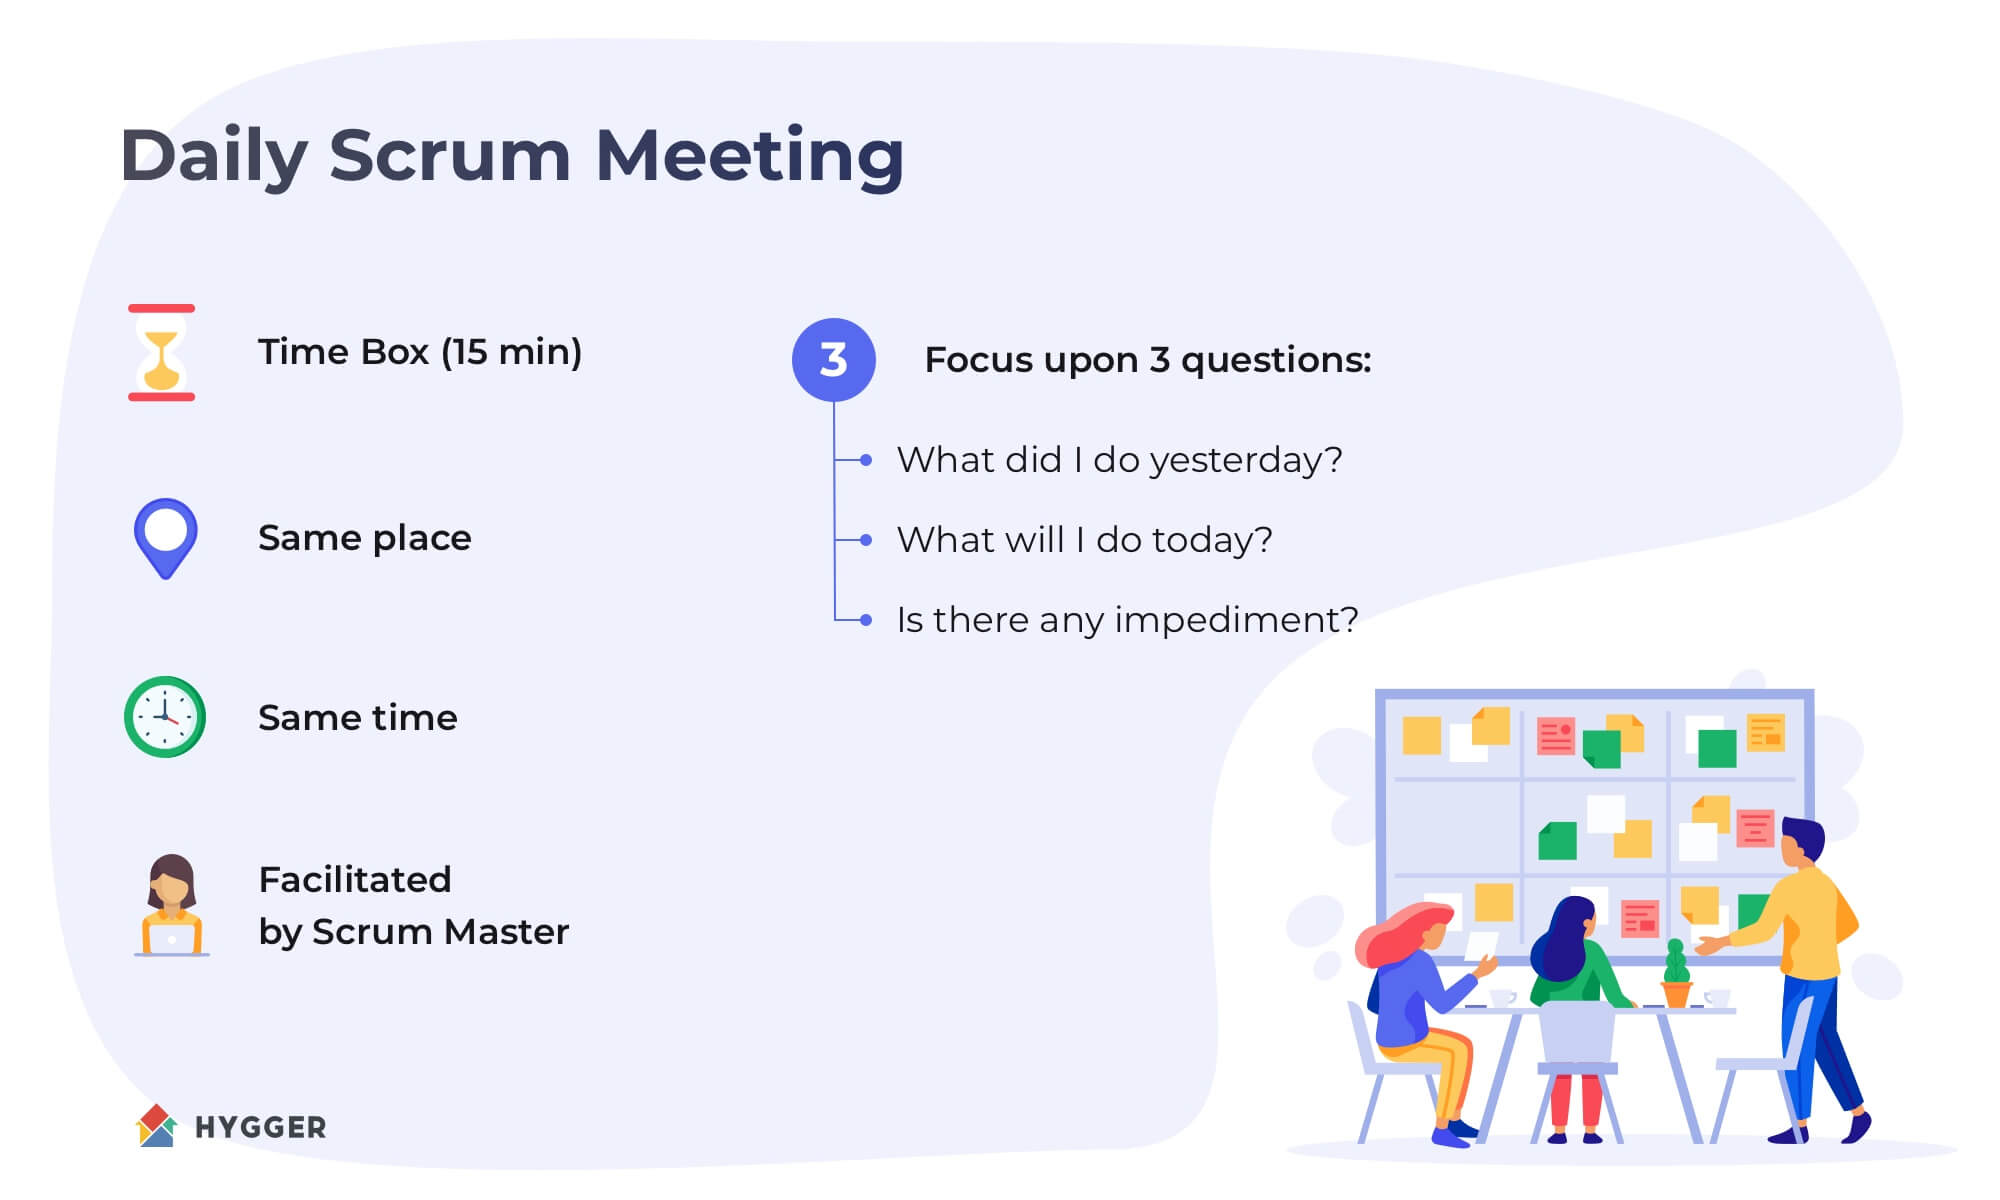 Daily Scrum Meeting
Time Box (15 min)
Same place
Same time
Facilitated
by Scrum Master
3
Focus upon 3 questions:
What did I do yesterday?
What will I do today?
Is there any impediment?
HYGGER